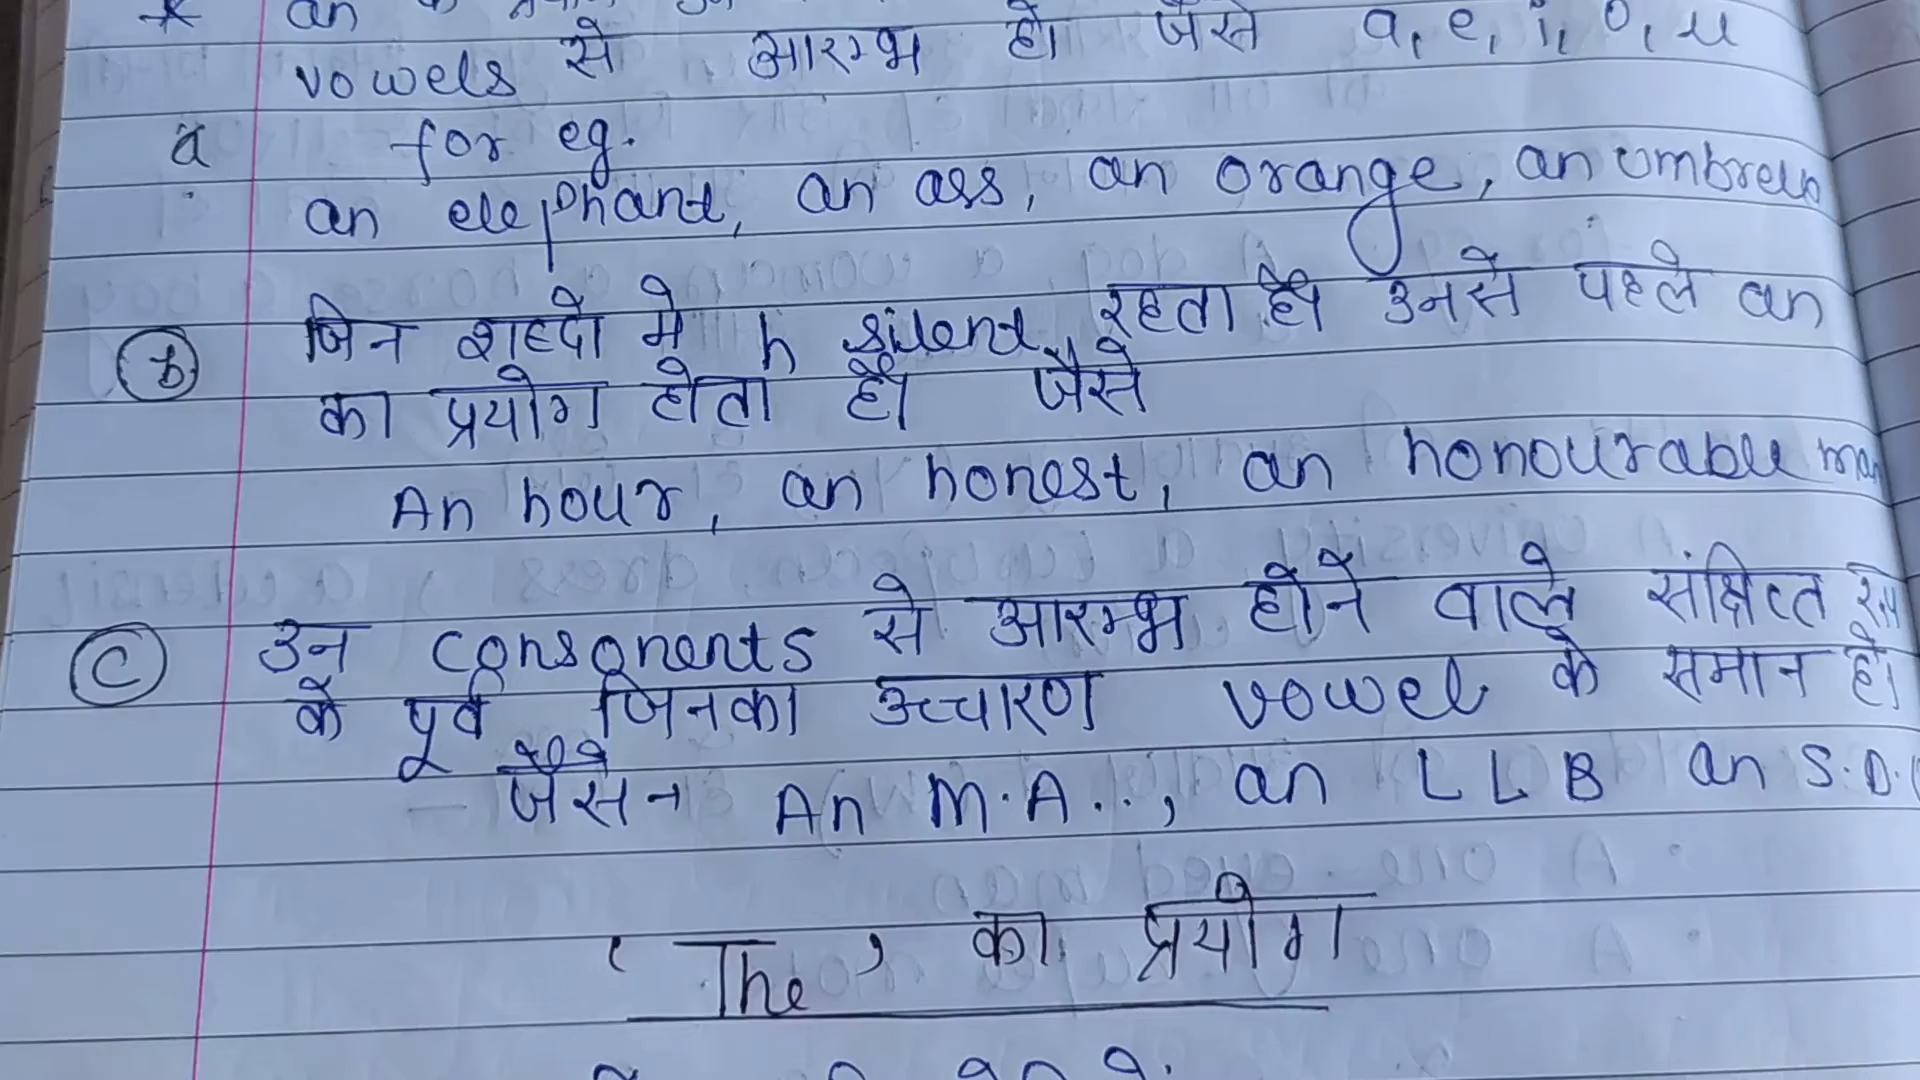 * an के
vowels से आरम्भ हो। जैसे a, e, i, o, u
a for eg.
an elephant, an ass, an orange, an umbrella
(b) जिन शब्दो मे h silent रहता है। उनसे पहले an
का प्रयोग होता है। जैसे
An hour, an honest, an honourable man
(C) उन consonents से आरम्भ होने वाले संक्षिप्त रूप
के पूर्व जिनका उच्चारण vowel के समान हो।
जैसे → An M.A.., an LLB an S.D.
'The' का प्रयोग